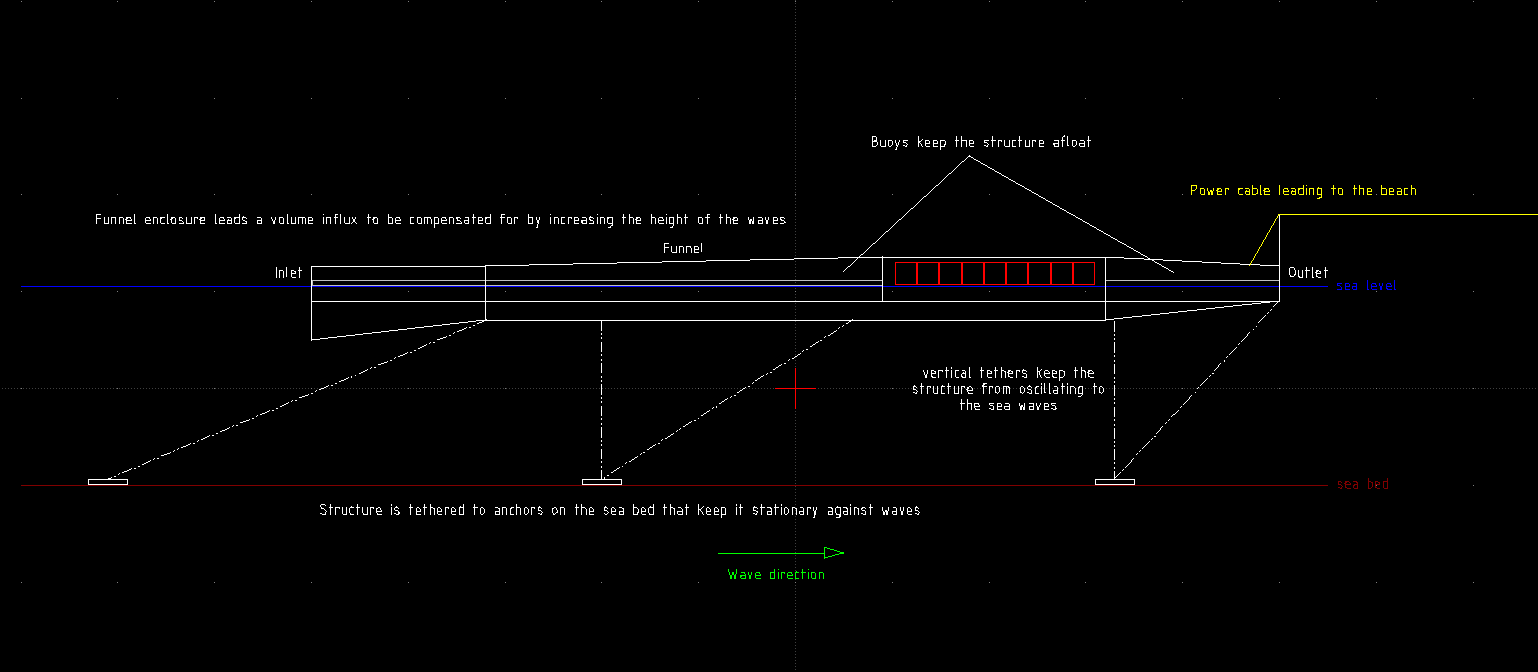 Buoys keep the structure afloat
Power cable leading to the beach
Funnel enclosure leads a volume influx to be compensated for by increasing the height of the waves
Funnel
Inlet
Outlet
sea level
vertical tethers keep the
structure from oscillating to
the sea waves
sea bed
Structure is tethered to anchors on the sea bed that keep it stationary against waves
Wave direction